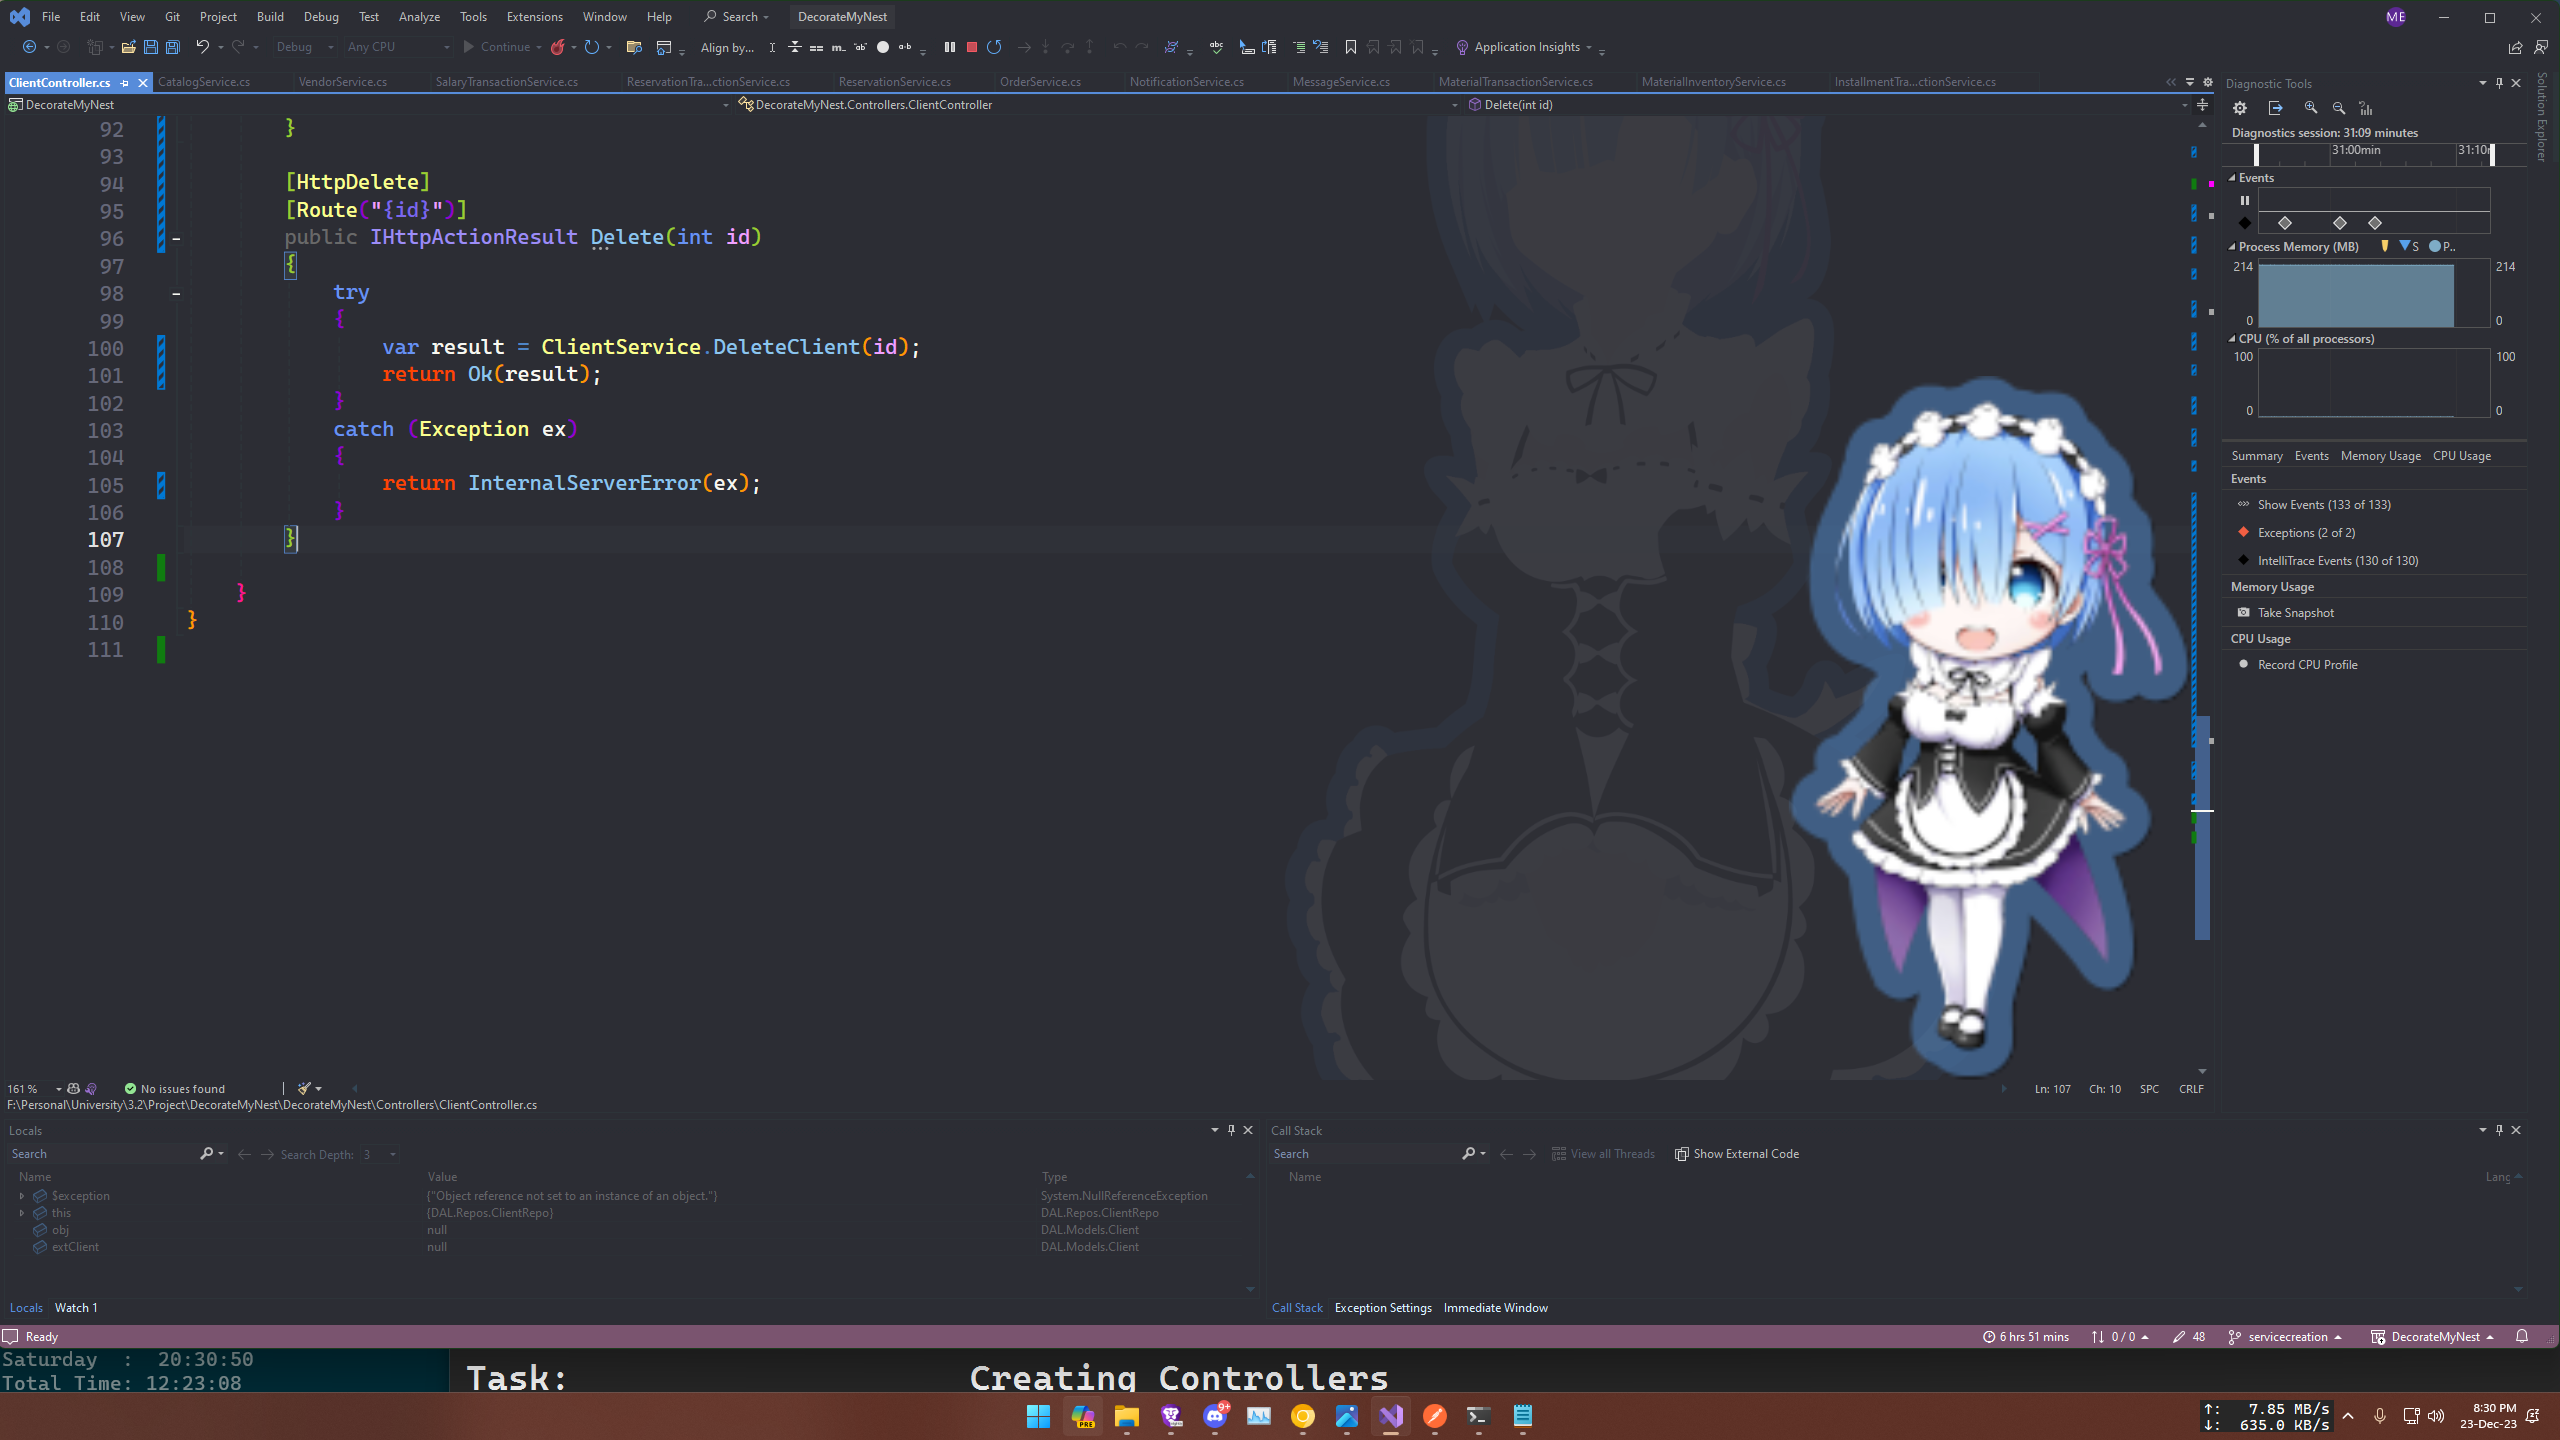 File Edit View Git Project Build Debug Test Analyze Tools Extensions Window Help Search DecorateMyNest ME
Debug Any CPU Continue Align by... Application Insights
ClientController.cs CatalogService.cs VendorService.cs SalaryTransactionService.cs ReservationTra...ctionService.cs ReservationService.cs OrderService.cs NotificationService.cs MessageService.cs MaterialTransactionService.cs MaterialInventoryService.cs InstallmentTra...ctionService.cs
DecorateMyNest DecorateMyNest.Controllers.ClientController Delete(int id)
92 }
93
94 [HttpDelete]
95 [Route("{id}")]
96 public IHttpActionResult Delete(int id)
97 {
98 try
99 {
100 var result = ClientService.DeleteClient(id);
101 return Ok(result);
102 }
103 catch (Exception ex)
104 {
105 return InternalServerError(ex);
106 }
107 }
108
109 }
110 }
111
161 % No issues found Ln: 107 Ch: 10 SPC CRLF
F:\Personal\University\3.2\Project\DecorateMyNest\DecorateMyNest\Controllers\ClientController.cs
Diagnostic Tools
Solution Explorer
Diagnostics session: 31:09 minutes
31:00min
Events
Process Memory (MB) S P..
214 214
0 0
CPU (% of all processors)
100 100
0 0
Summary Events Memory Usage CPU Usage
Events
Show Events (133 of 133)
Exceptions (2 of 2)
IntelliTrace Events (130 of 130)
Memory Usage
Take Snapshot
CPU Usage
Record CPU Profile
Locals
Search Search Depth: 3
Name Value Type
$exception {"Object reference not set to an instance of an object."} System.NullReferenceException
this {DAL.Repos.ClientRepo} DAL.Repos.ClientRepo
obj null DAL.Models.Client
extClient null DAL.Models.Client
Locals Watch 1
Call Stack
Search View all Threads Show External Code
Name Lang
Call Stack Exception Settings Immediate Window
Ready 6 hrs 51 mins 0 / 0 48 servicecreation DecorateMyNest
Saturday : 20:30:50
Total Time: 12:23:08
Task: Creating Controllers
PRE 9+
↑: 7.85 MB/s
↓: 635.0 KB/s
8:30 PM
23-Dec-23